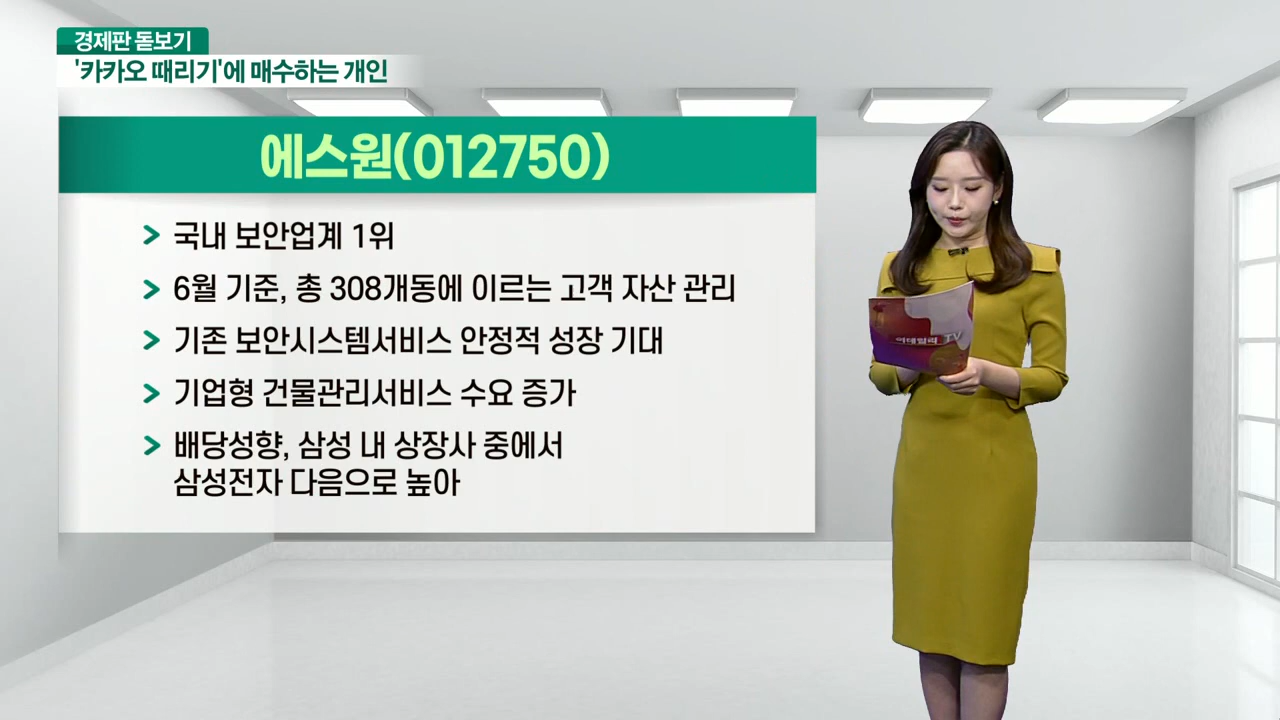 경제판 돋보기
'카카오 때리기'에 매수하는 개인
에스원(012750)
> 국내 보안업계 1위
> 6월 기준, 총 308개동에 이르는 고객 자산 관리
> 기존 보안시스템서비스 안정적 성장 기대
> 기업형 건물관리서비스 수요 증가
> 배당성향, 삼성 내 상장사 중에서
삼성전자 다음으로 높아
이데일리 TV